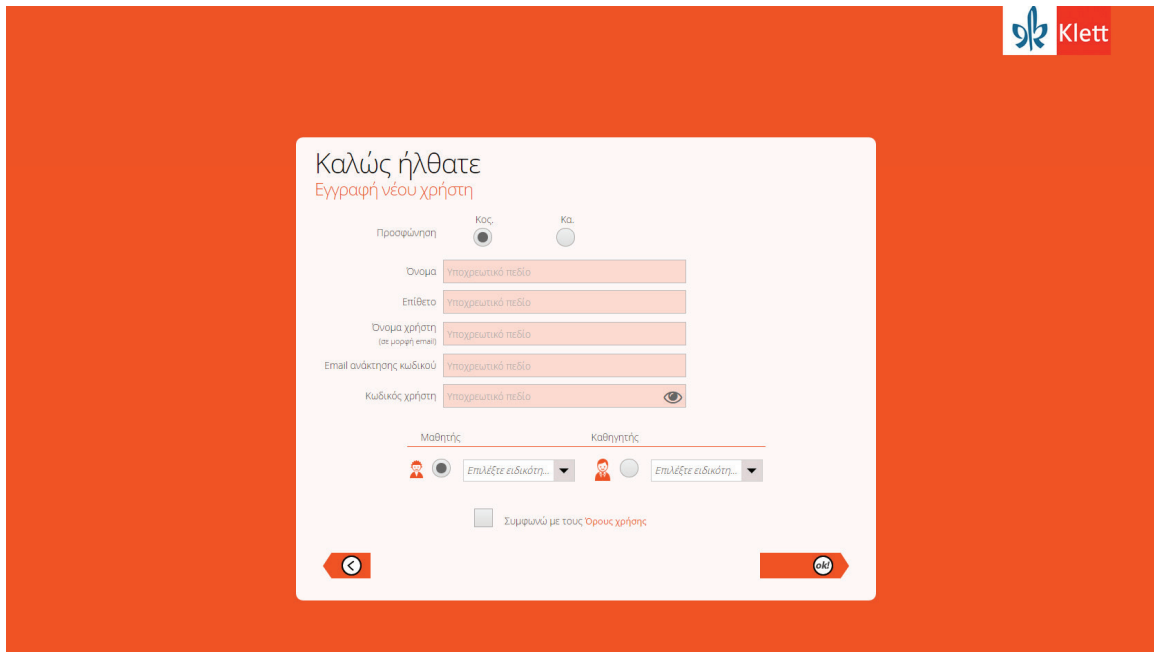 Klett
Καλώς ήλθατε
Εγγραφή νέου χρήστη
Προσφώνηση Κος. Κα.
Όνομα Υποχρεωτικό πεδίο
Επίθετο Υποχρεωτικό πεδίο
Όνομα χρήστη Υποχρεωτικό πεδίο
(σε μορφή email)
Email ανάκτησης κωδικού Υποχρεωτικό πεδίο
Κωδικός χρήστη Υποχρεωτικό πεδίο
Μαθητής Καθηγητής
Επιλέξτε ειδικότη... Επιλέξτε ειδικότη...
Συμφωνώ με τους Όρους χρήσης
ok!